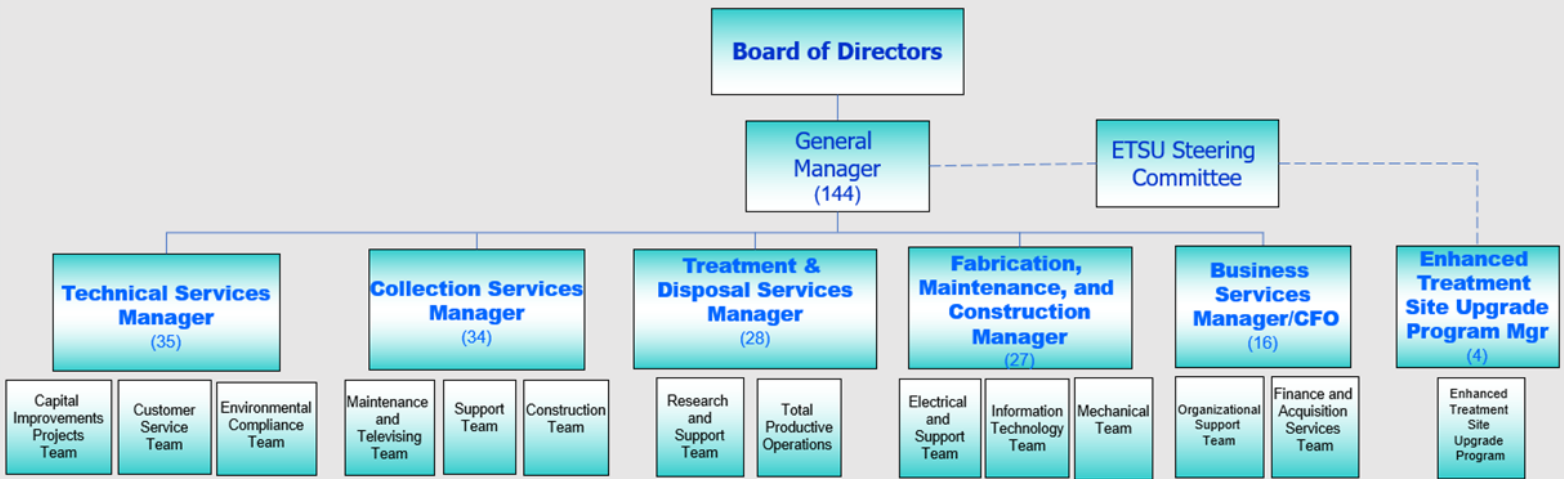 Board of Directors
General
Manager
(144)
ETSU Steering
Committee
Technical Services
Manager
(35)
Collection Services
Manager
(34)
Treatment &
Disposal Services
Manager
(28)
Fabrication,
Maintenance, and
Construction
Manager
(27)
Business
Services
Manager/CFO
(16)
Enhanced
Treatment
Site Upgrade
Program Mgr
(4)
Capital
Improvements
Projects
Team
Customer
Service
Team
Environmental
Compliance
Team
Maintenance
and
Televising
Team
Support
Team
Construction
Team
Research
and
Support
Team
Total
Productive
Operations
Electrical
and
Support
Team
Information
Technology
Team
Mechanical
Team
Organizational
Support
Team
Finance and
Acquisition
Services
Team
Enhanced
Treatment
Site
Upgrade
Program